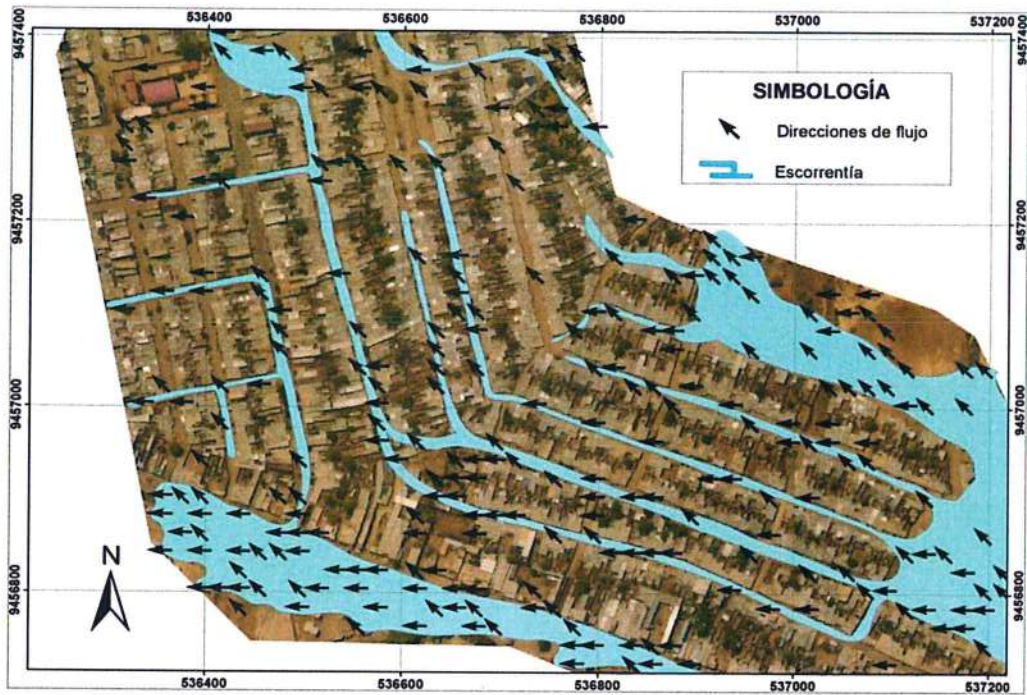 536400 536600 536800 537000 537200
9457400 9457400
SIMBOLOGÍA
Direcciones de flujo
Escorrentía
9457200 9457200
9457000 9457000
N
9456800 9456800
536400 536600 536800 537000 537200